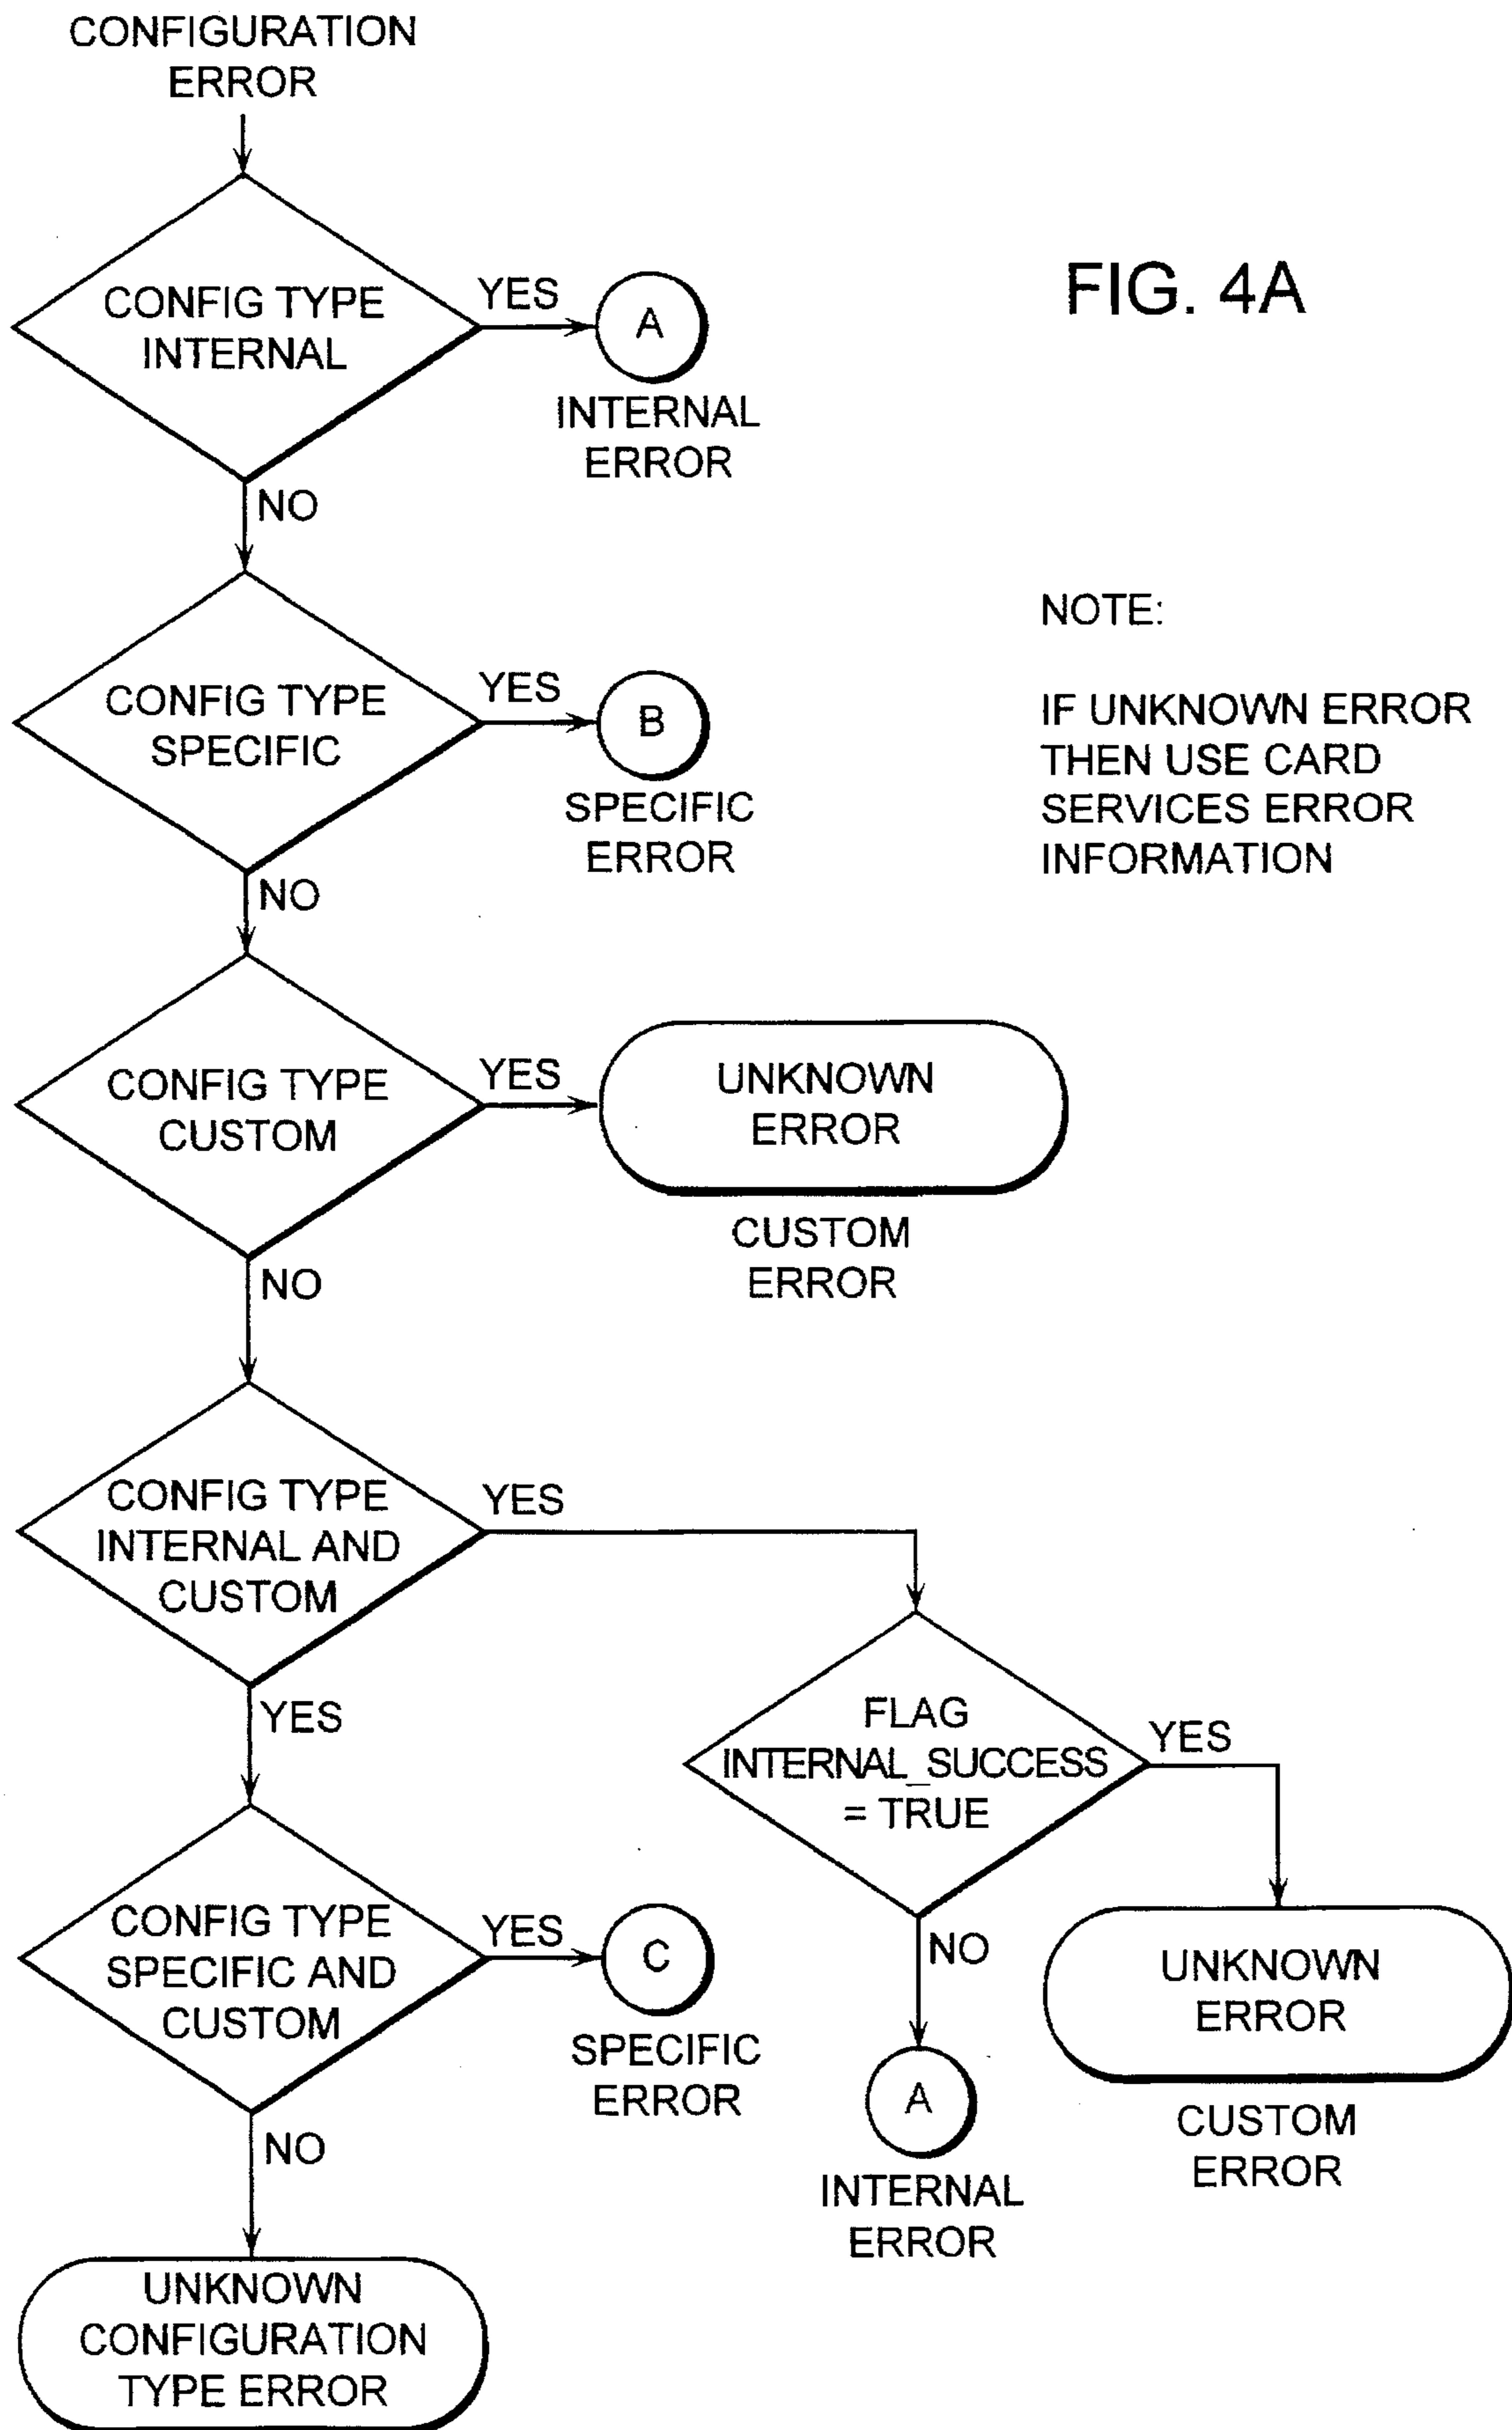 CONFIGURATION
ERROR
FIG. 4A
CONFIG TYPE
INTERNAL
YES
A
INTERNAL
ERROR
NO
NOTE:
IF UNKNOWN ERROR
THEN USE CARD
SERVICES ERROR
INFORMATION
CONFIG TYPE
SPECIFIC
YES
B
SPECIFIC
ERROR
NO
CONFIG TYPE
CUSTOM
YES
UNKNOWN
ERROR
CUSTOM
ERROR
NO
CONFIG TYPE
INTERNAL AND
CUSTOM
YES
YES
FLAG
INTERNAL_SUCCESS
= TRUE
YES
NO
UNKNOWN
ERROR
CUSTOM
ERROR
A
INTERNAL
ERROR
CONFIG TYPE
SPECIFIC AND
CUSTOM
YES
C
SPECIFIC
ERROR
NO
UNKNOWN
CONFIGURATION
TYPE ERROR